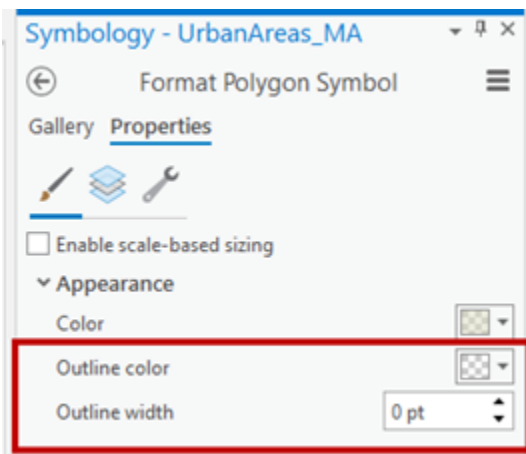 Symbology - UrbanAreas_MA
Format Polygon Symbol
Gallery Properties
Enable scale-based sizing
Appearance
Color
Outline color
Outline width 0 pt